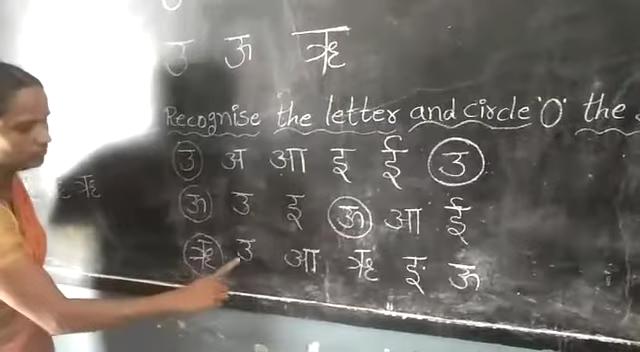 उ ऊ ऋ
Recognise the letter and circle 'O' the
उ अ आ इ ई उ
ऊ उ इ ऊ आ ई
ऋ उ आ ऋ इ ऊ
ऋ